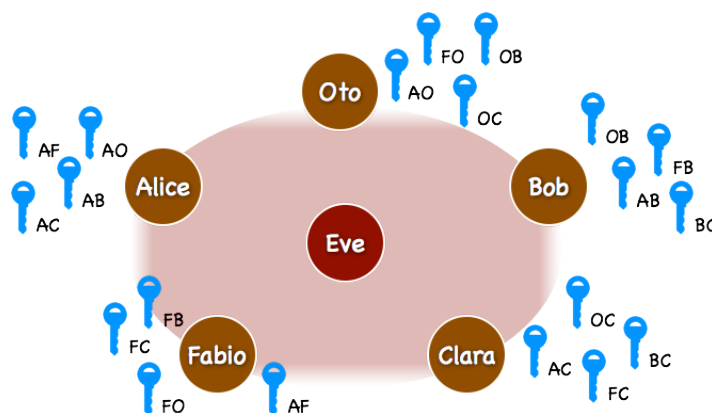 FO
OB
Oto
AO
OC
AF
AO
AB
AC
Alice
Bob
OB
FB
AB
BC
Eve
FB
FC
FO
Fabio
AF
Clara
OC
BC
AC
FC